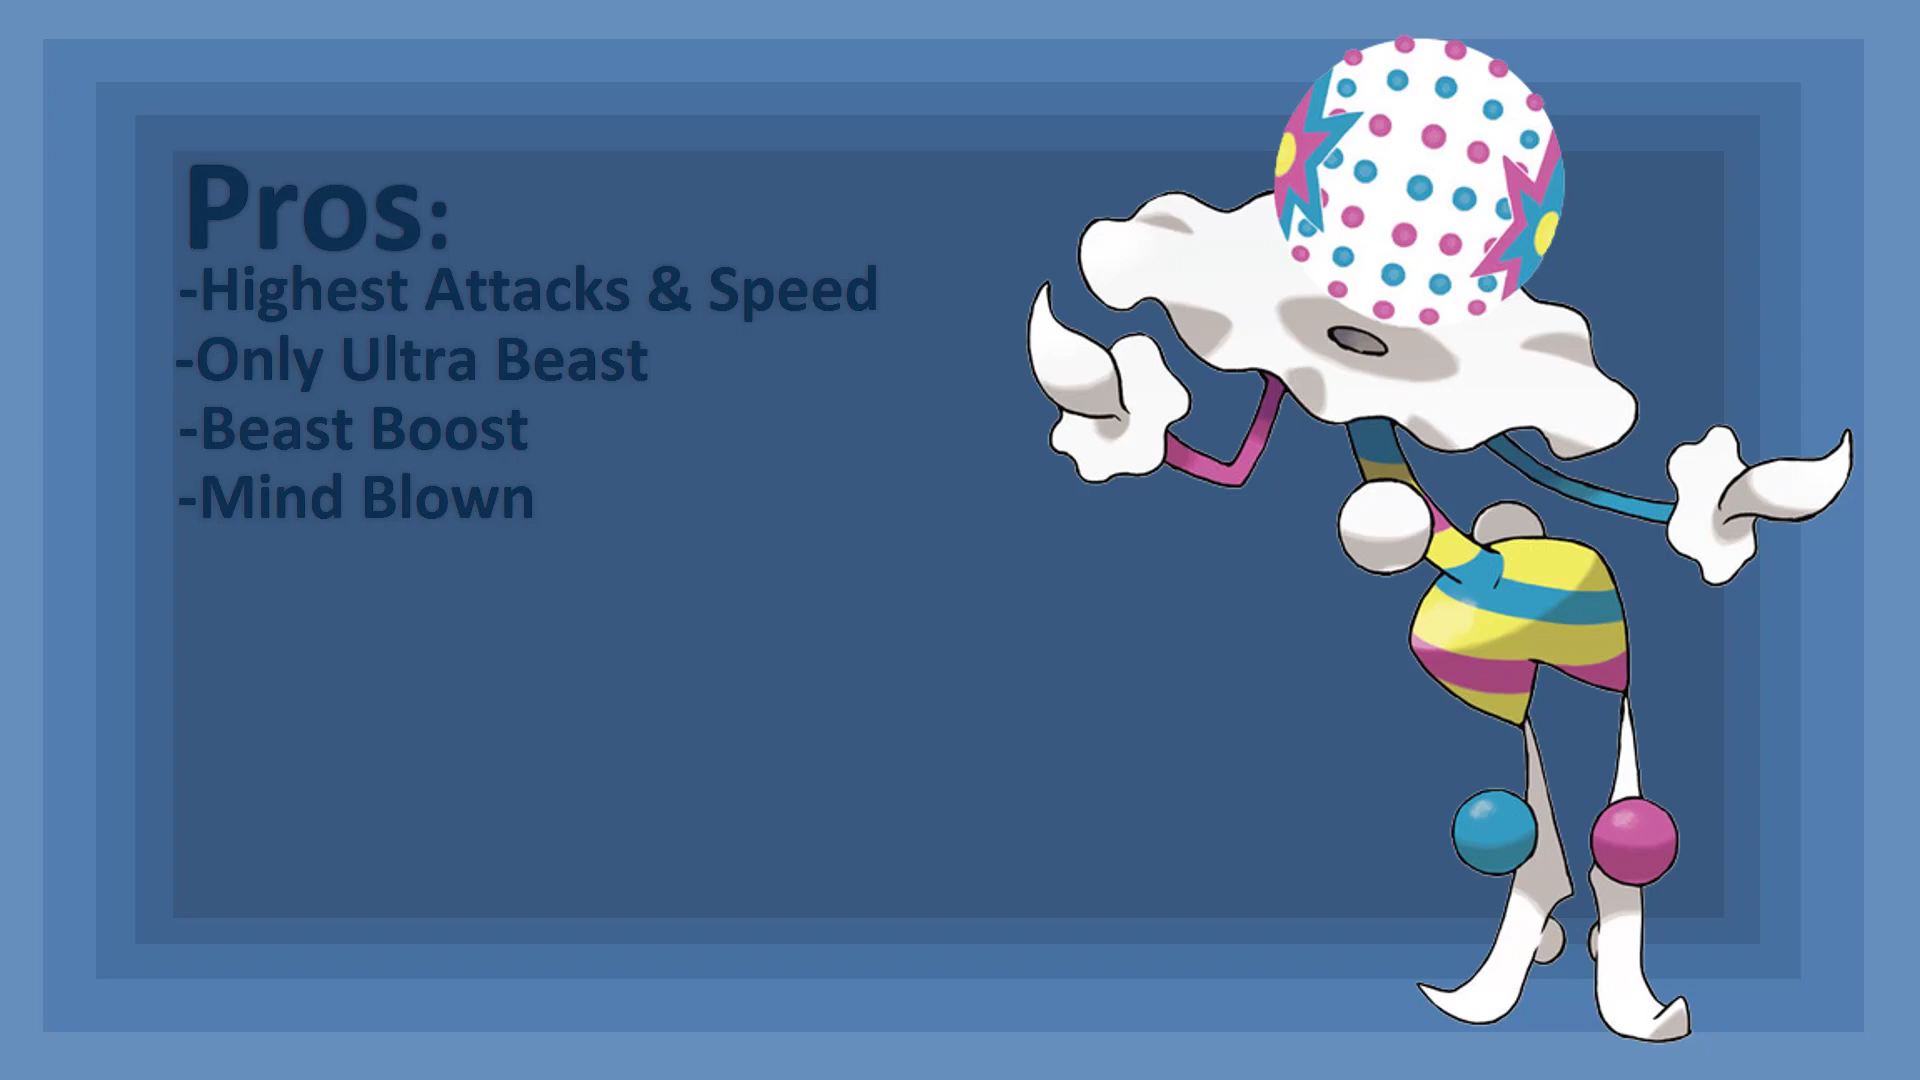 Pros:
-Highest Attacks & Speed
-Only Ultra Beast
-Beast Boost
-Mind Blown